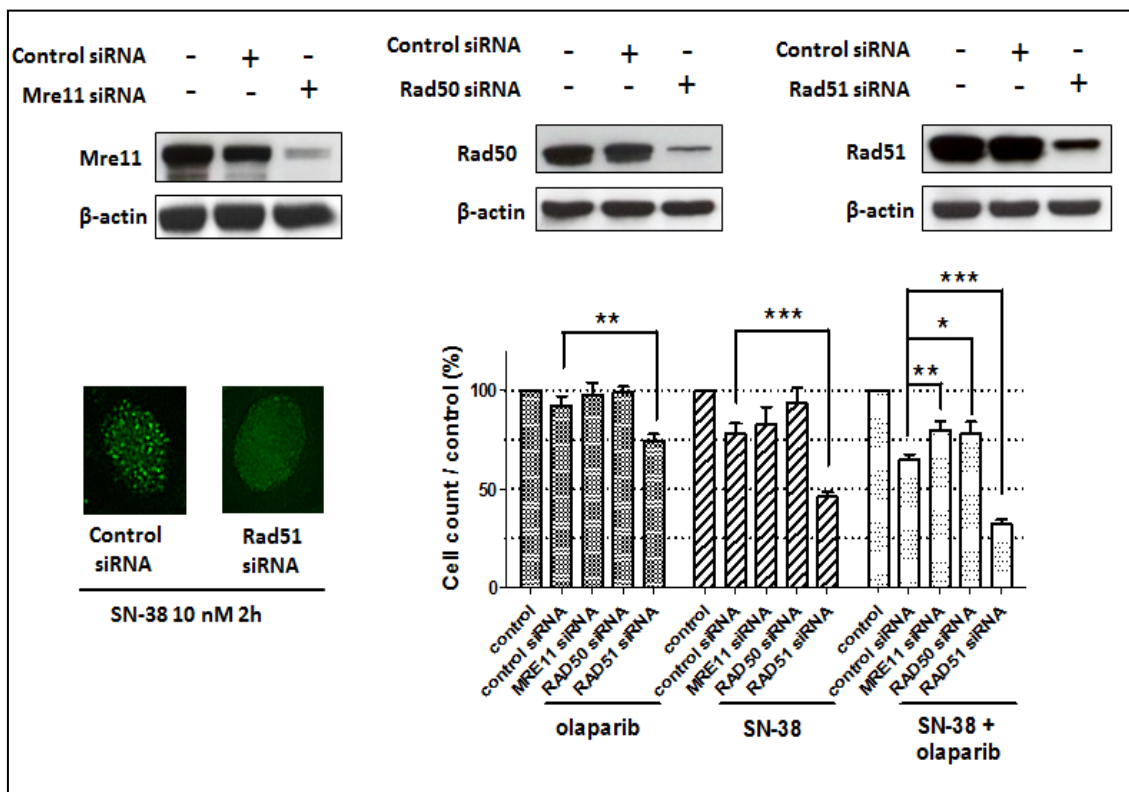 Control siRNA - + -
Mre11 siRNA - - +
Mre11
β-actin
Control siRNA - + -
Rad50 siRNA - - +
Rad50
β-actin
Control siRNA - + -
Rad51 siRNA - - +
Rad51
β-actin
Control
siRNA
Rad51
siRNA
SN-38 10 nM 2h
Cell count / control (%)
100
50
0
**
***
***
*
**
control
control siRNA
MRE11 siRNA
RAD50 siRNA
RAD51 siRNA
olaparib
control
control siRNA
MRE11 siRNA
RAD50 siRNA
RAD51 siRNA
SN-38
control
control siRNA
MRE11 siRNA
RAD50 siRNA
RAD51 siRNA
SN-38 +
olaparib